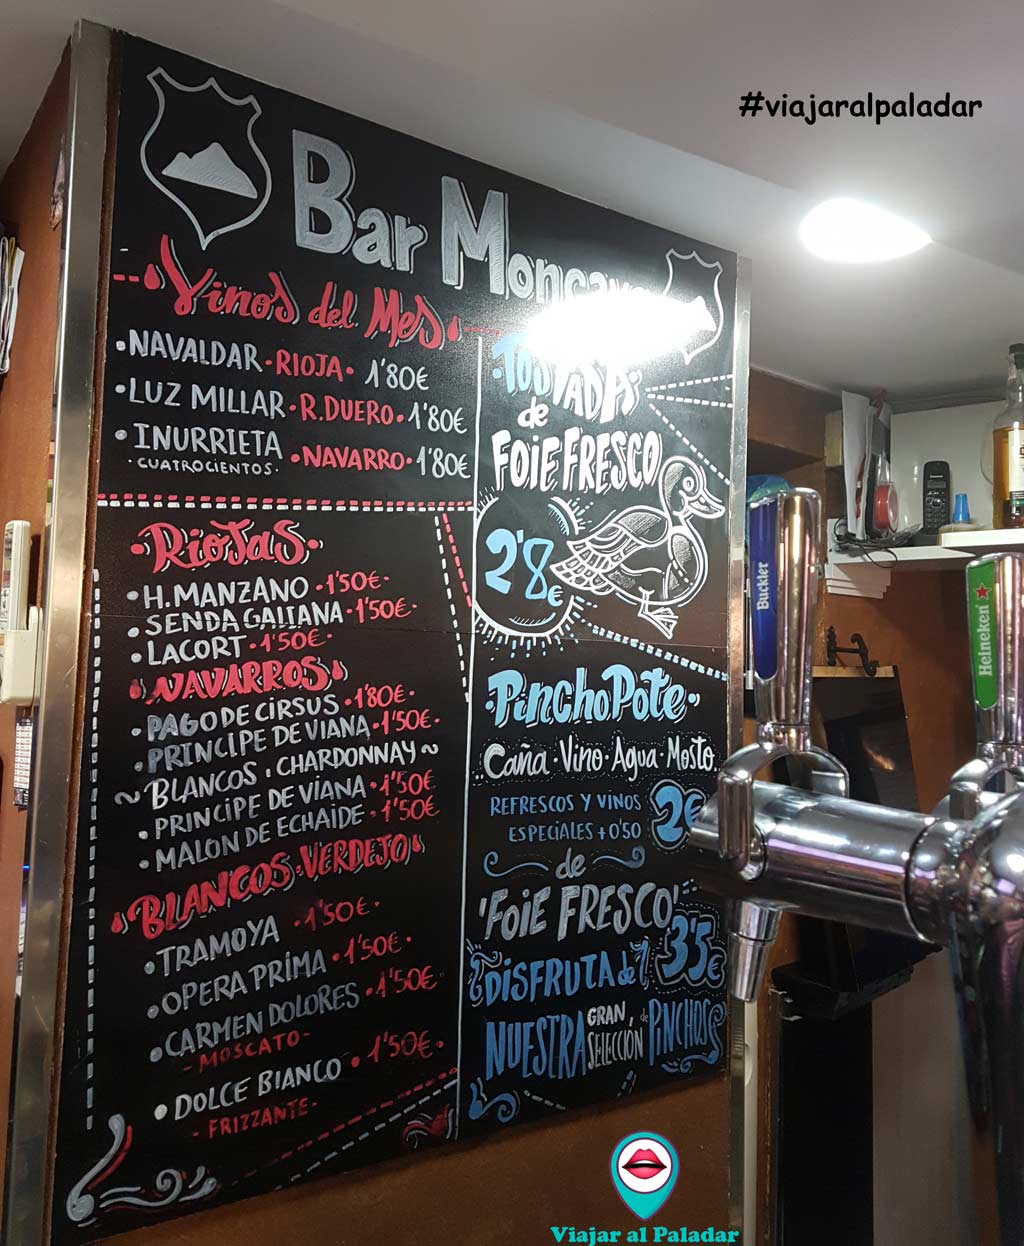 #viajaralpaladar
Bar
Vinos del Mes
• NAVALDAR • RIOJA • 1'80€
• LUZ MILLAR • R.DUERO • 1'80€
• INURRIETA • NAVARRO • 1'80€
· CUATROCIENTOS ·
• RIOJAS •
• H. MANZANO • 1'50€ •
• SENDA GALIANA • 1'50€ •
• LACORT • 1'50€ •
NAVARROS
• PAGO DE CIRSUS • 1'80€ •
• PRINCIPE DE VIANA • 1'50€ •
~ BLANCOS · CHARDONNAY ~
• PRINCIPE DE VIANA • 1'50€ •
• MALON DE ECHAIDE • 1'50€ •
BLANCOS • VERDEJO
• TRAMOYA • 1'50€ •
• OPERA PRIMA • 1'50€ •
• CARMEN DOLORES • 1'50€ •
- MOSCATO -
• DOLCE BIANCO • 1'50€ •
- FRIZZANTE -
• TOSTADAS
de
FOIE FRESCO
2'8€
• PINCHO POTE •
Caña • Vino • Agua • Mosto
REFRESCOS Y VINOS
ESPECIALES + 0'50
2€
de
'FOIE FRESCO'
3'5€
DISFRUTA de
NUESTRA GRAN SELECCIÓN de PINCHOS
Buckler
Heineken
Viajar al Paladar